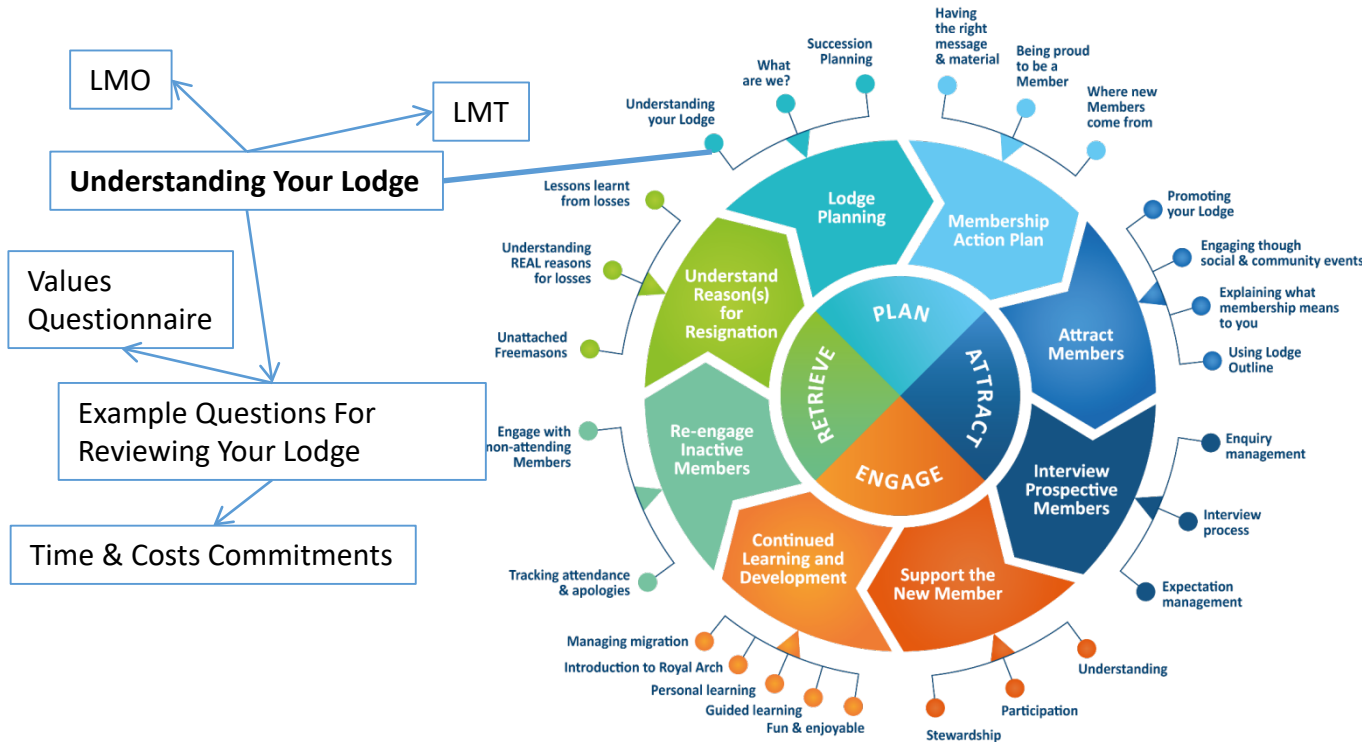 LMO
LMT
Understanding Your Lodge
Values
Questionnaire
Example Questions For
Reviewing Your Lodge
Time & Costs Commitments
Understanding
your Lodge
What
are we?
Succession
Planning
Having
the right
message
& material
Being proud
to be a
Member
Where new
Members
come from
Promoting
your Lodge
Engaging though
social & community events
Explaining what
membership means
to you
Using Lodge
Outline
Enquiry
management
Interview
process
Expectation
management
Understanding
Participation
Stewardship
Fun & enjoyable
Guided learning
Personal learning
Introduction to Royal Arch
Managing migration
Tracking attendance
& apologies
Engage with
non-attending
Members
Unattached
Freemasons
Understanding
REAL reasons
for losses
Lessons learnt
from losses
Lodge
Planning
Membership
Action Plan
Attract
Members
Interview
Prospective
Members
Support the
New Member
Continued
Learning and
Development
Re-engage
Inactive
Members
Understand
Reason(s)
for
Resignation
PLAN
ATTRACT
ENGAGE
RETRIEVE